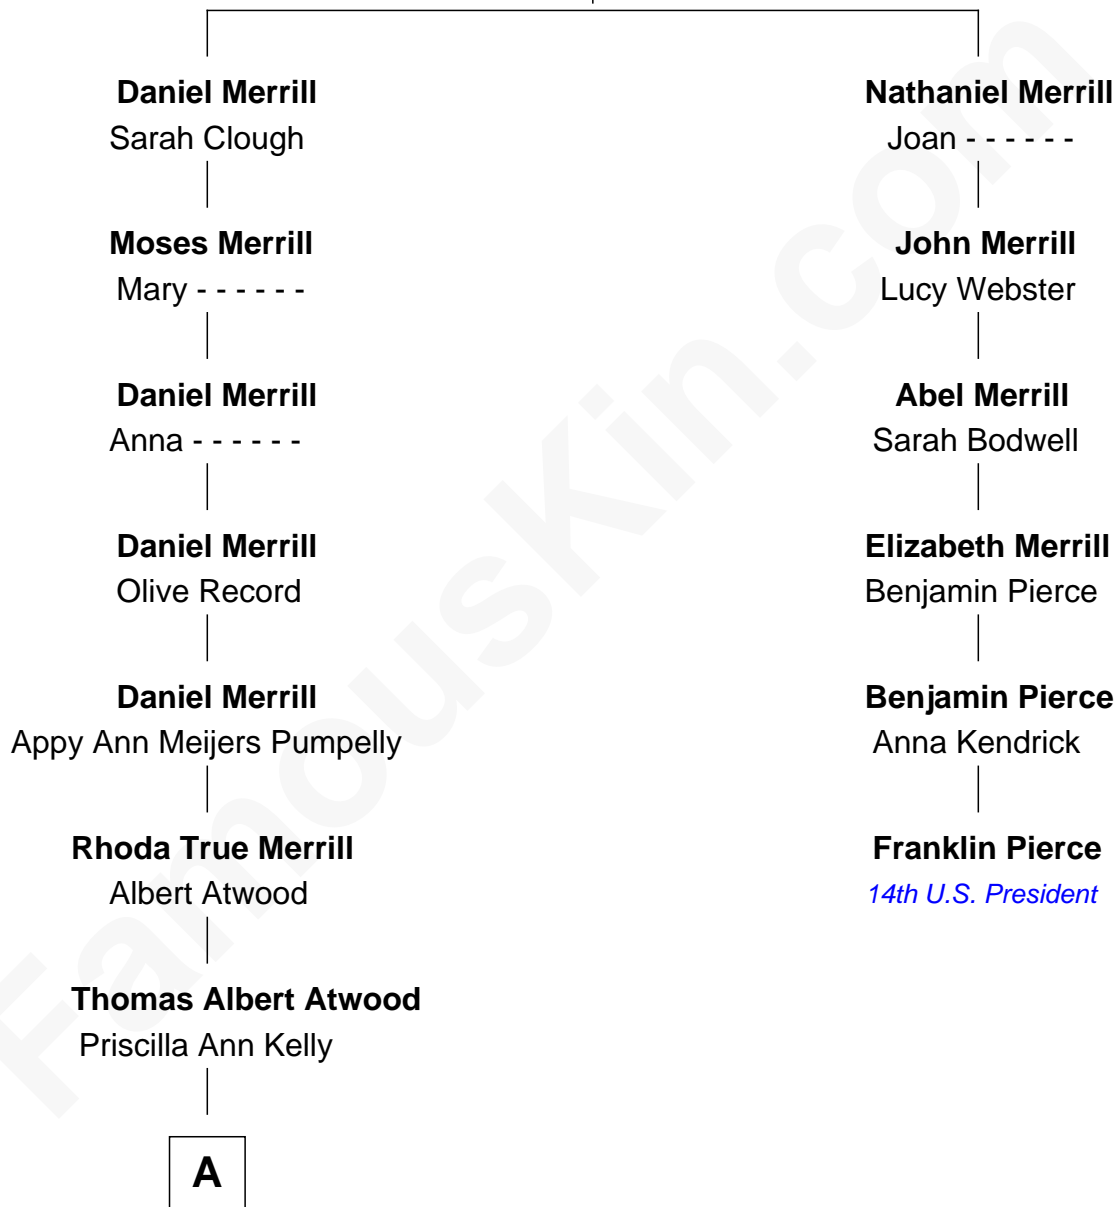 Daniel Merrill
Sarah Clough
Moses Merrill
Mary - - - - - -
Daniel Merrill
Anna - - - - - -
Daniel Merrill
Olive Record
Daniel Merrill
Appy Ann Meijers Pumpelly
Rhoda True Merrill
Albert Atwood
Thomas Albert Atwood
Priscilla Ann Kelly
A
Nathaniel Merrill
Joan - - - - - -
John Merrill
Lucy Webster
Abel Merrill
Sarah Bodwell
Elizabeth Merrill
Benjamin Pierce
Benjamin Pierce
Anna Kendrick
Franklin Pierce
14th U.S. President
FamousKin.com